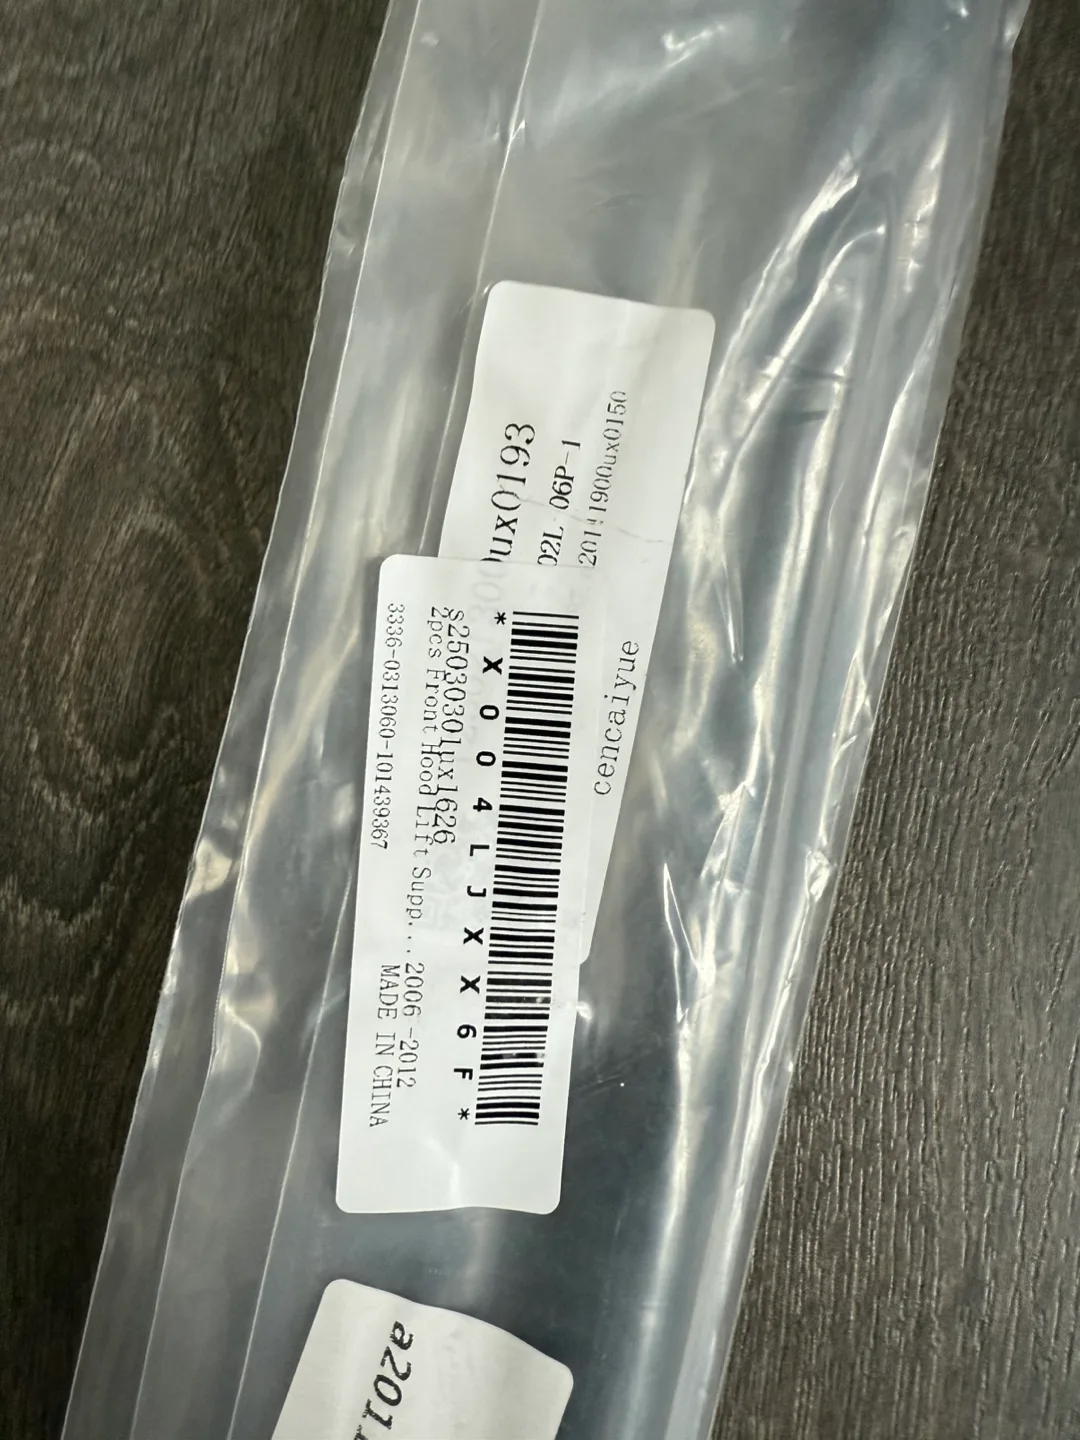 ux0193
02L 06P-1
1900ux0150
cencaiyue
*X004LJXX6F*
s2503030lux1626
2pcs Front Hood Lift Supp... 2006 -2012
MADE IN CHINA
3336-0313060-101439367
a201